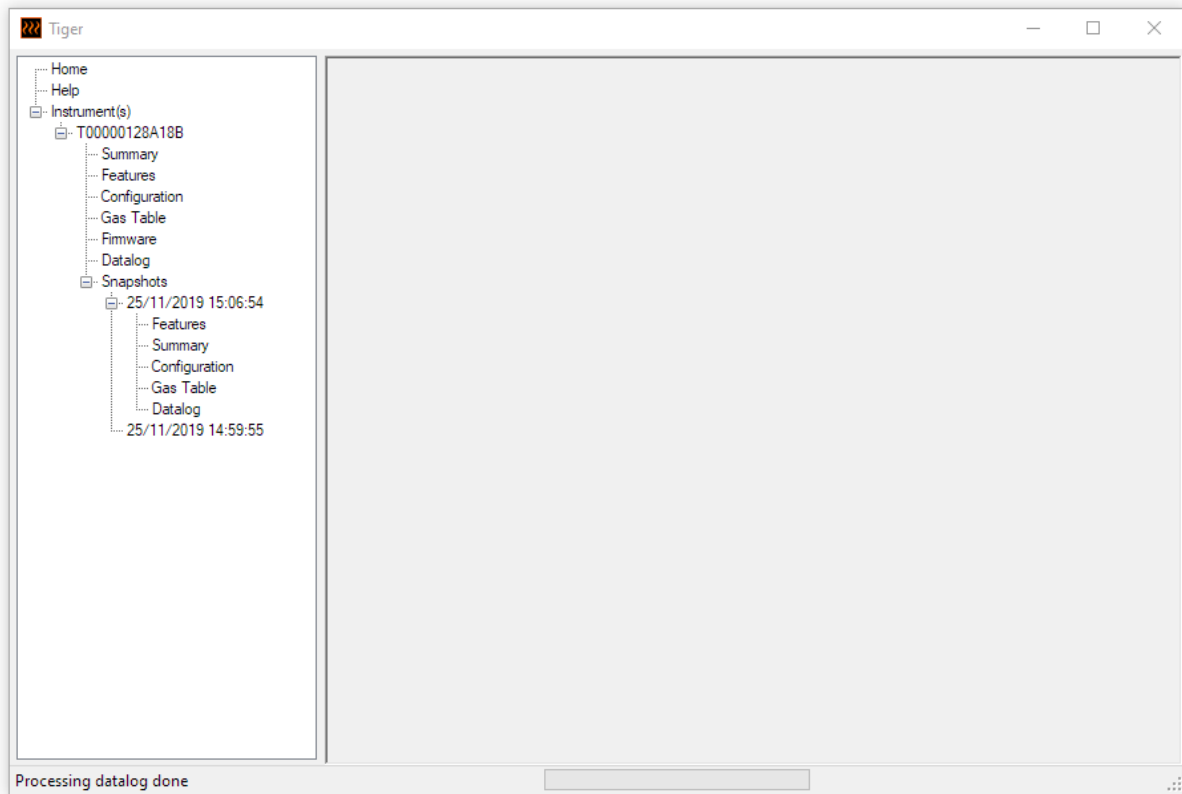 Tiger
Home
Help
Instrument(s)
T00000128A18B
Summary
Features
Configuration
Gas Table
Firmware
Datalog
Snapshots
25/11/2019 15:06:54
Features
Summary
Configuration
Gas Table
Datalog
25/11/2019 14:59:55
Processing datalog done